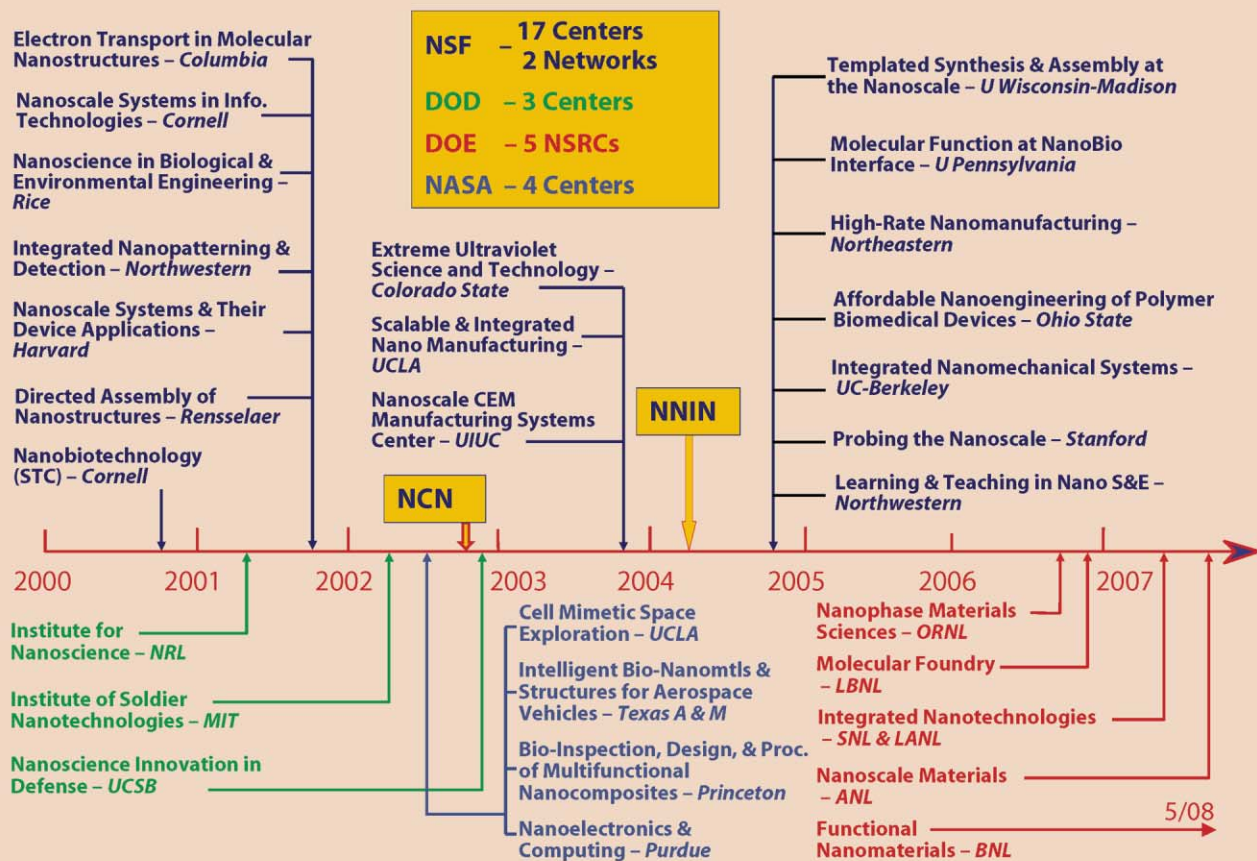 Electron Transport in Molecular
Nanostructures – Columbia
Nanoscale Systems in Info.
Technologies – Cornell
Nanoscience in Biological &
Environmental Engineering –
Rice
Integrated Nanopatterning &
Detection – Northwestern
Nanoscale Systems & Their
Device Applications –
Harvard
Directed Assembly of
Nanostructures – Rensselaer
Nanobiotechnology
(STC) – Cornell
NSF – 17 Centers
2 Networks
DOD – 3 Centers
DOE – 5 NSRCs
NASA – 4 Centers
Extreme Ultraviolet
Science and Technology –
Colorado State
Scalable & Integrated
Nano Manufacturing –
UCLA
Nanoscale CEM
Manufacturing Systems
Center – UIUC
NCN
NNIN
Templated Synthesis & Assembly at
the Nanoscale – U Wisconsin-Madison
Molecular Function at NanoBio
Interface – U Pennsylvania
High-Rate Nanomanufacturing –
Northeastern
Affordable Nanoengineering of Polymer
Biomedical Devices – Ohio State
Integrated Nanomechanical Systems –
UC-Berkeley
Probing the Nanoscale – Stanford
Learning & Teaching in Nano S&E –
Northwestern
2000 2001 2002 2003 2004 2005 2006 2007
Institute for
Nanoscience – NRL
Institute of Soldier
Nanotechnologies – MIT
Nanoscience Innovation in
Defense – UCSB
Cell Mimetic Space
Exploration – UCLA
Intelligent Bio-Nanomtls &
Structures for Aerospace
Vehicles – Texas A & M
Bio-Inspection, Design, & Proc.
of Multifunctional
Nanocomposites – Princeton
Nanoelectronics &
Computing – Purdue
Nanophase Materials
Sciences – ORNL
Molecular Foundry
– LBNL
Integrated Nanotechnologies
– SNL & LANL
Nanoscale Materials
– ANL
5/08
Functional
Nanomaterials – BNL